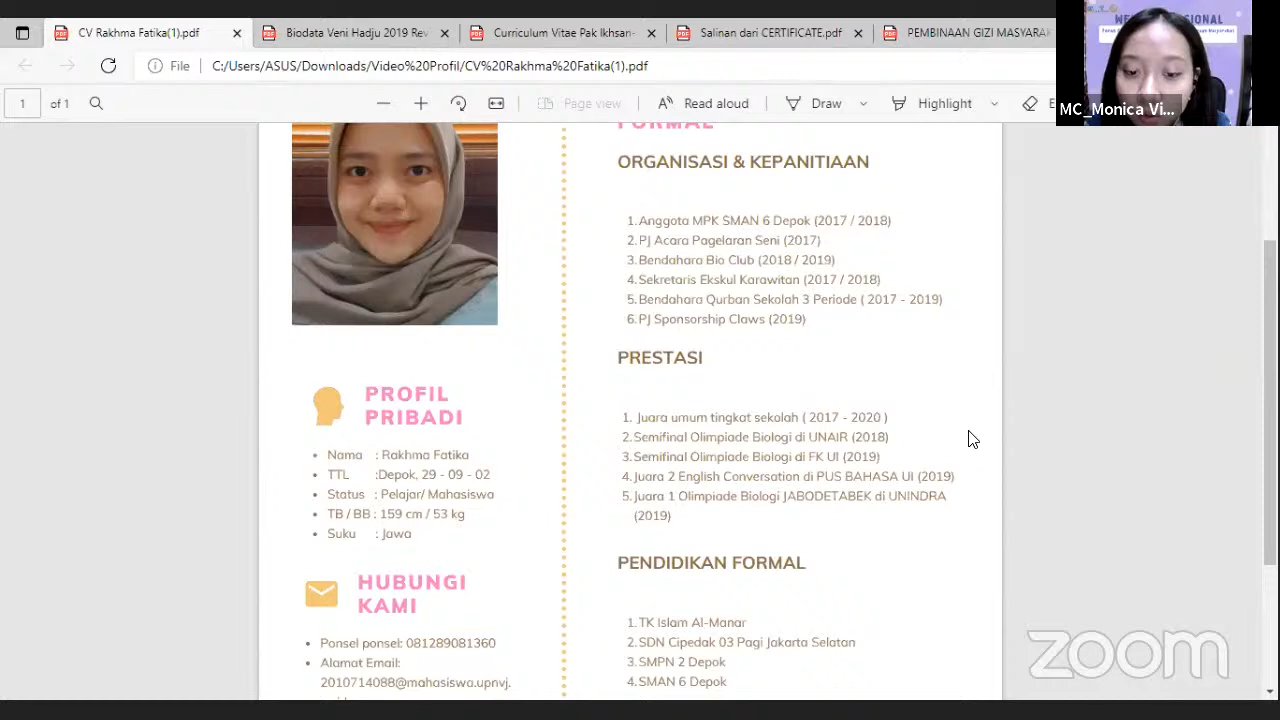 CV Rakhma Fatika(1).pdf
Biodata Veni Hadju 2019 Rev
Curriculum Vitae Pak Ikhsan-
Salinan dari CERTIFICATE.pdf
PEMBINAAN GIZI MASYARAK
File
C:/Users/ASUS/Downloads/Video%20Profil/CV%20Rakhma%20Fatika(1).pdf
1 of 1
Page view
Read aloud
Draw
Highlight
MC_Monica Vi...
FORMAL
ORGANISASI & KEPANITIAAN
1. Anggota MPK SMAN 6 Depok (2017 / 2018)
2. PJ Acara Pagelaran Seni (2017)
3. Bendahara Bio Club (2018 / 2019)
4. Sekretaris Ekskul Karawitan (2017 / 2018)
5. Bendahara Qurban Sekolah 3 Periode ( 2017 - 2019)
6. PJ Sponsorship Claws (2019)
PRESTASI
1. Juara umum tingkat sekolah ( 2017 - 2020 )
2. Semifinal Olimpiade Biologi di UNAIR (2018)
3. Semifinal Olimpiade Biologi di FK UI (2019)
4. Juara 2 English Conversation di PUS BAHASA UI (2019)
5. Juara 1 Olimpiade Biologi JABODETABEK di UNINDRA
(2019)
PENDIDIKAN FORMAL
1. TK Islam Al-Manar
2. SDN Cipedak 03 Pagi Jakarta Selatan
3. SMPN 2 Depok
4. SMAN 6 Depok
PROFIL
PRIBADI
• Nama : Rakhma Fatika
• TTL :Depok, 29 - 09 - 02
• Status : Pelajar/ Mahasiswa
• TB / BB : 159 cm / 53 kg
• Suku : Jawa
HUBUNGI
KAMI
• Ponsel ponsel: 081289081360
• Alamat Email:
2010714088@mahasiswa.upnvj.
zoom